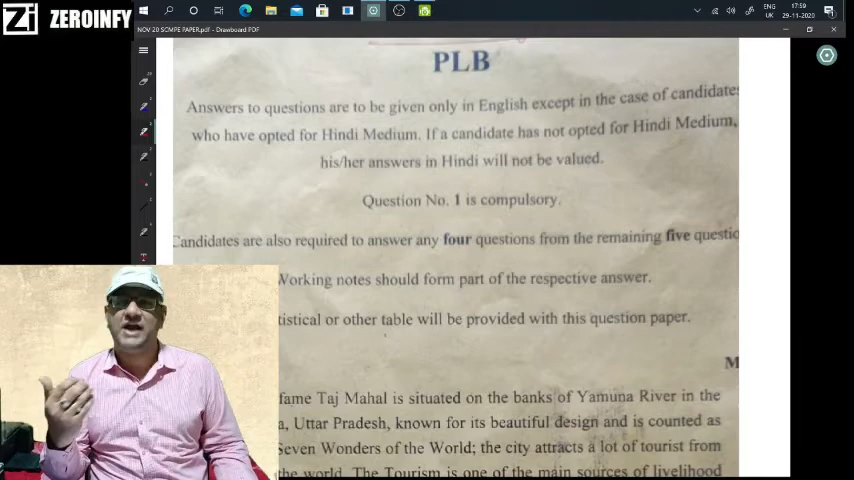 ZEROINFY
17:59
ENG
UK
29-11-2020
NOV 20 SCMPE PAPER.pdf - Drawboard PDF
PLB
Answers to questions are to be given only in English except in the case of candidates
who have opted for Hindi Medium. If a candidate has not opted for Hindi Medium,
his/her answers in Hindi will not be valued.
Question No. 1 is compulsory.
Candidates are also required to answer any four questions from the remaining five questio
Working notes should form part of the respective answer.
tistical or other table will be provided with this question paper.
M
fame Taj Mahal is situated on the banks of Yamuna River in the
a, Uttar Pradesh, known for its beautiful design and is counted as
Seven Wonders of the World; the city attracts a lot of tourist from
the world. The Tourism is one of the main sources of livelihood